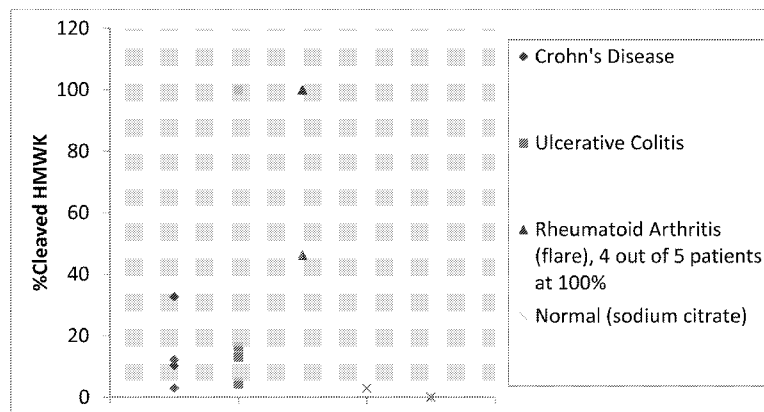 120
100
80
60
40
20
0
%Cleaved HMWK
Crohn's Disease
Ulcerative Colitis
Rheumatoid Arthritis
(flare), 4 out of 5 patients
at 100%
Normal (sodium citrate)